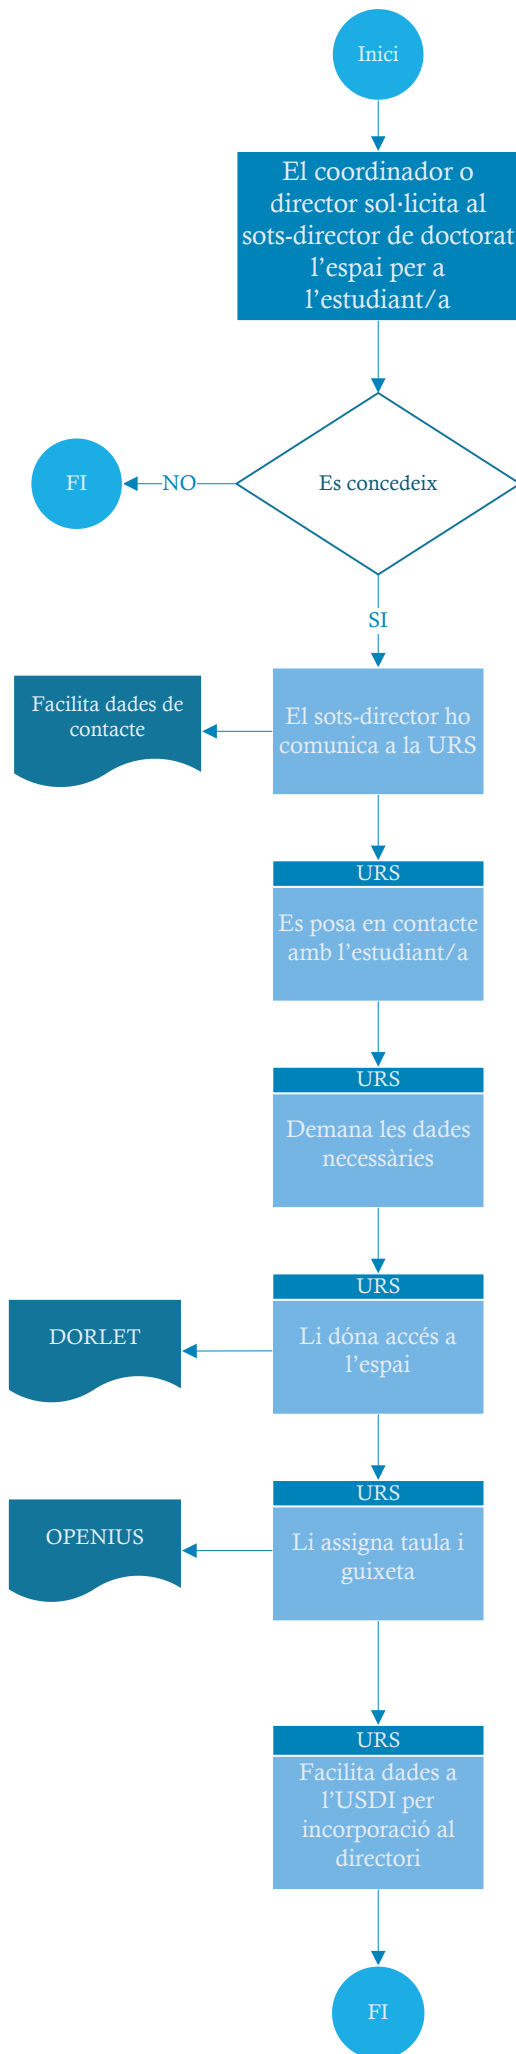 Inici
El coordinador o
director sol·licita al
sots-director de doctorat
l’espai per a
l’estudiant/a
Es concedeix
NO
FI
SI
El sots-director ho
comunica a la URS
Facilita dades de
contacte
URS
Es posa en contacte
amb l’estudiant/a
URS
Demana les dades
necessàries
URS
Li dóna accés a
l’espai
DORLET
URS
Li assigna taula i
guixeta
OPENIUS
URS
Facilita dades a
l’USDI per
incorporació al
directori
FI